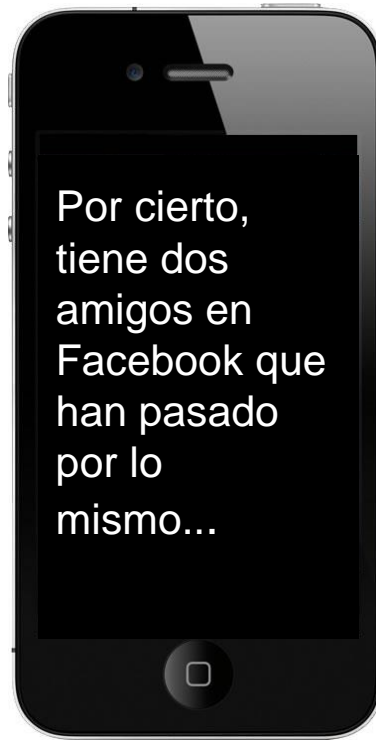 Por cierto,
tiene dos
amigos en
Facebook que
han pasado
por lo
mismo...